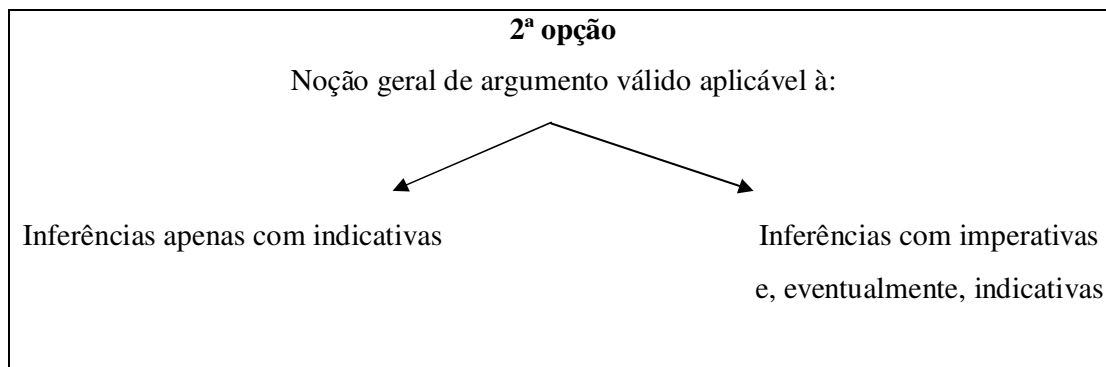 2ª opção
Noção geral de argumento válido aplicável à:
Inferências apenas com indicativas
Inferências com imperativas
e, eventualmente, indicativas